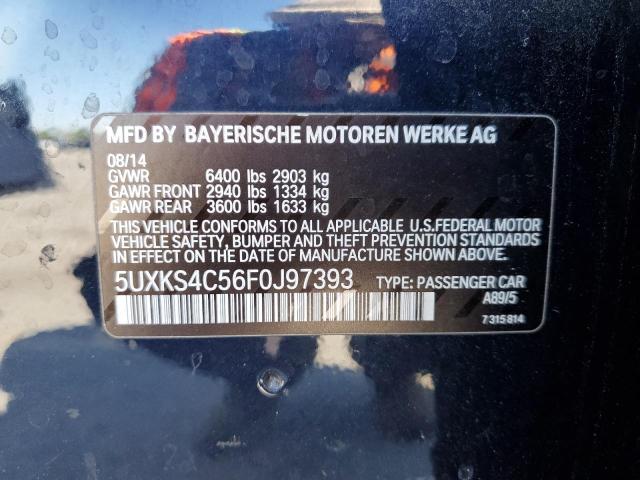 MFD BY BAYERISCHE MOTOREN WERKE AG
08/14
GVWR 6400 lbs 2903 kg
GAWR FRONT 2940 lbs 1334 kg
GAWR REAR 3600 lbs 1633 kg
THIS VEHICLE CONFORMS TO ALL APPLICABLE U.S.FEDERAL MOTOR
VEHICLE SAFETY, BUMPER AND THEFT PREVENTION STANDARDS
IN EFFECT ON THE DATE OF MANUFACTURE SHOWN ABOVE.
5UXKS4C56F0J97393 TYPE: PASSENGER CAR
A89/5
7315814